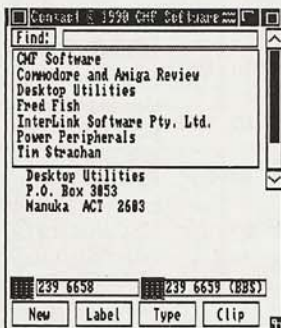 Contact © 1990 CMF Software
Find:
CMF Software
Commodore and Amiga Review
Desktop Utilities
Fred Fish
InterLink Software Pty. Ltd.
Power Peripherals
Tim Strachan
Desktop Utilities
P.O. Box 3053
Manuka ACT 2603
239 6658
239 6659 (BBS)
New
Label
Type
Clip